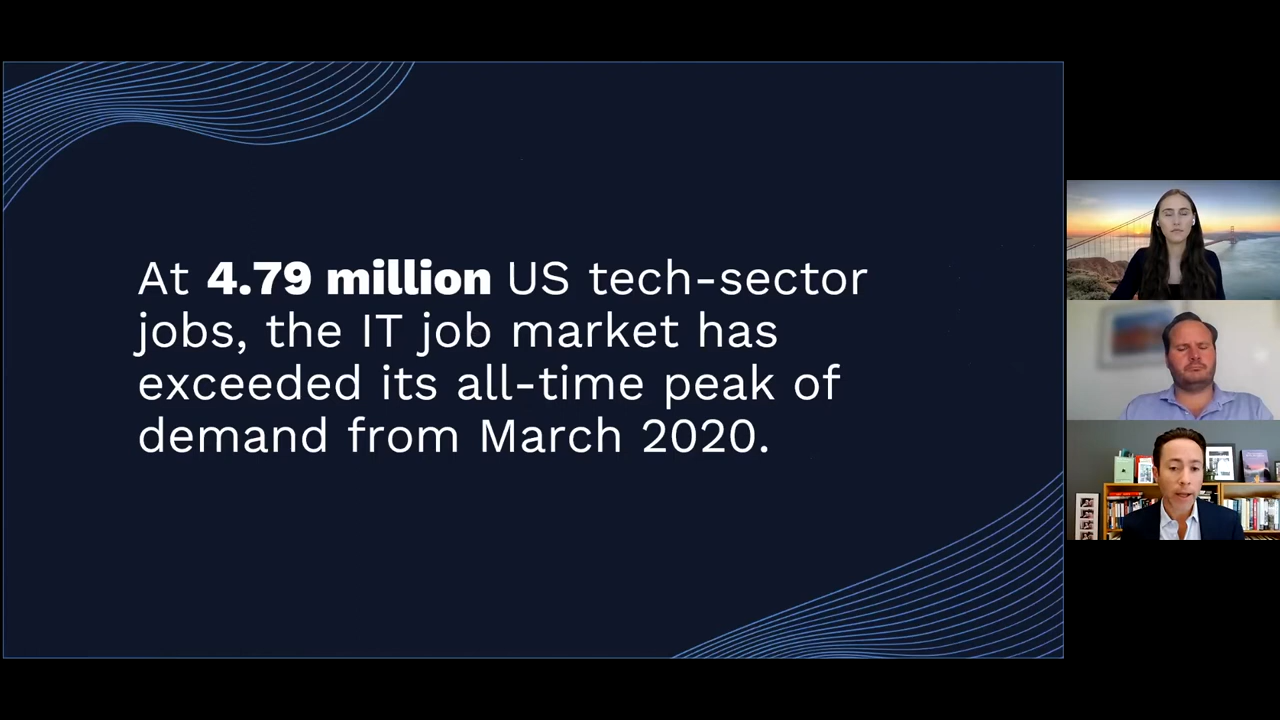 At 4.79 million US tech-sector
jobs, the IT job market has
exceeded its all-time peak of
demand from March 2020.